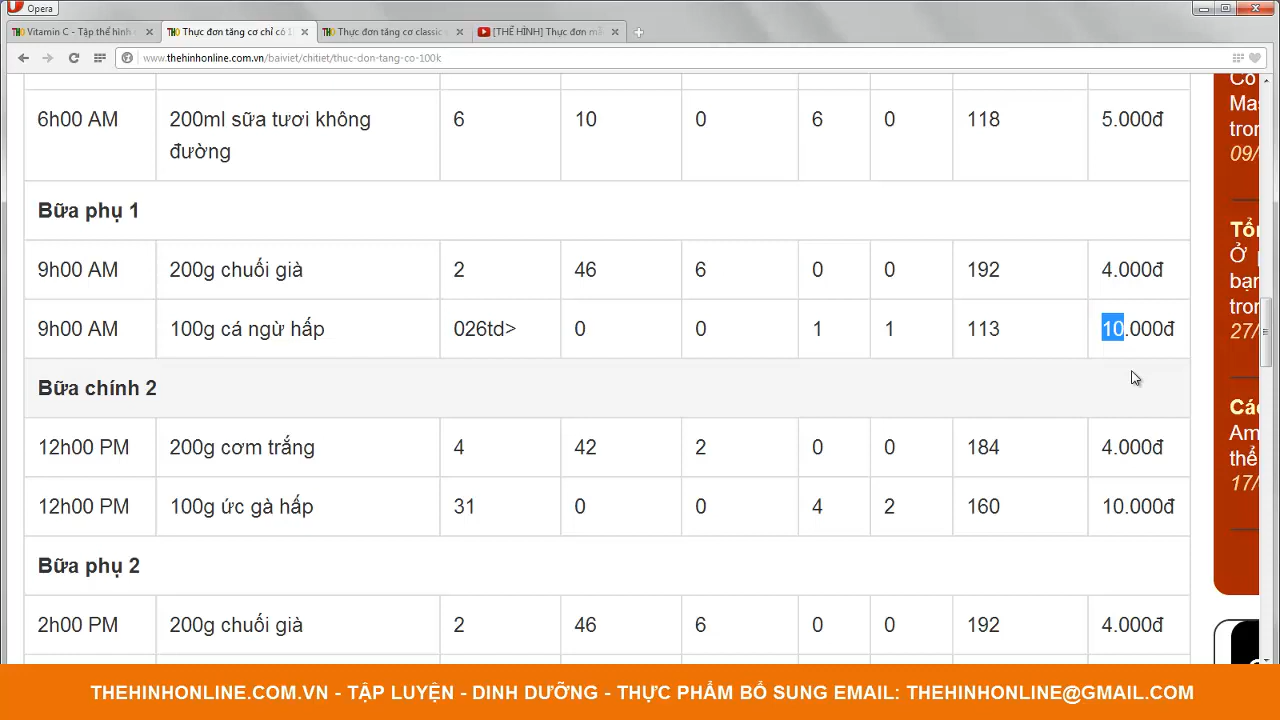 Opera
Vitamin C - Tập thể hình
Thực đơn tăng cơ chỉ có 1
Thực đơn tăng cơ classic
[THỂ HÌNH] Thực đơn m
www.thehinhonline.com.vn/baiviet/chitiet/thuc-don-tang-co-100k
6h00 AM 200ml sữa tươi không đường 6 10 0 6 0 118 5.000đ
Bữa phụ 1
9h00 AM 200g chuối già 2 46 6 0 0 192 4.000đ
9h00 AM 100g cá ngừ hấp 026td> 0 0 1 1 113 10.000đ
Bữa chính 2
12h00 PM 200g cơm trắng 4 42 2 0 0 184 4.000đ
12h00 PM 100g ức gà hấp 31 0 0 4 2 160 10.000đ
Bữa phụ 2
2h00 PM 200g chuối già 2 46 6 0 0 192 4.000đ
Có
Mas
tron
09/
Tổn
Ở p
bạn
tron
27/
Các
Am
thể
17/
THEHINHONLINE.COM.VN - TẬP LUYỆN - DINH DƯỠNG - THỰC PHẨM BỔ SUNG EMAIL: THEHINHONLINE@GMAIL.COM